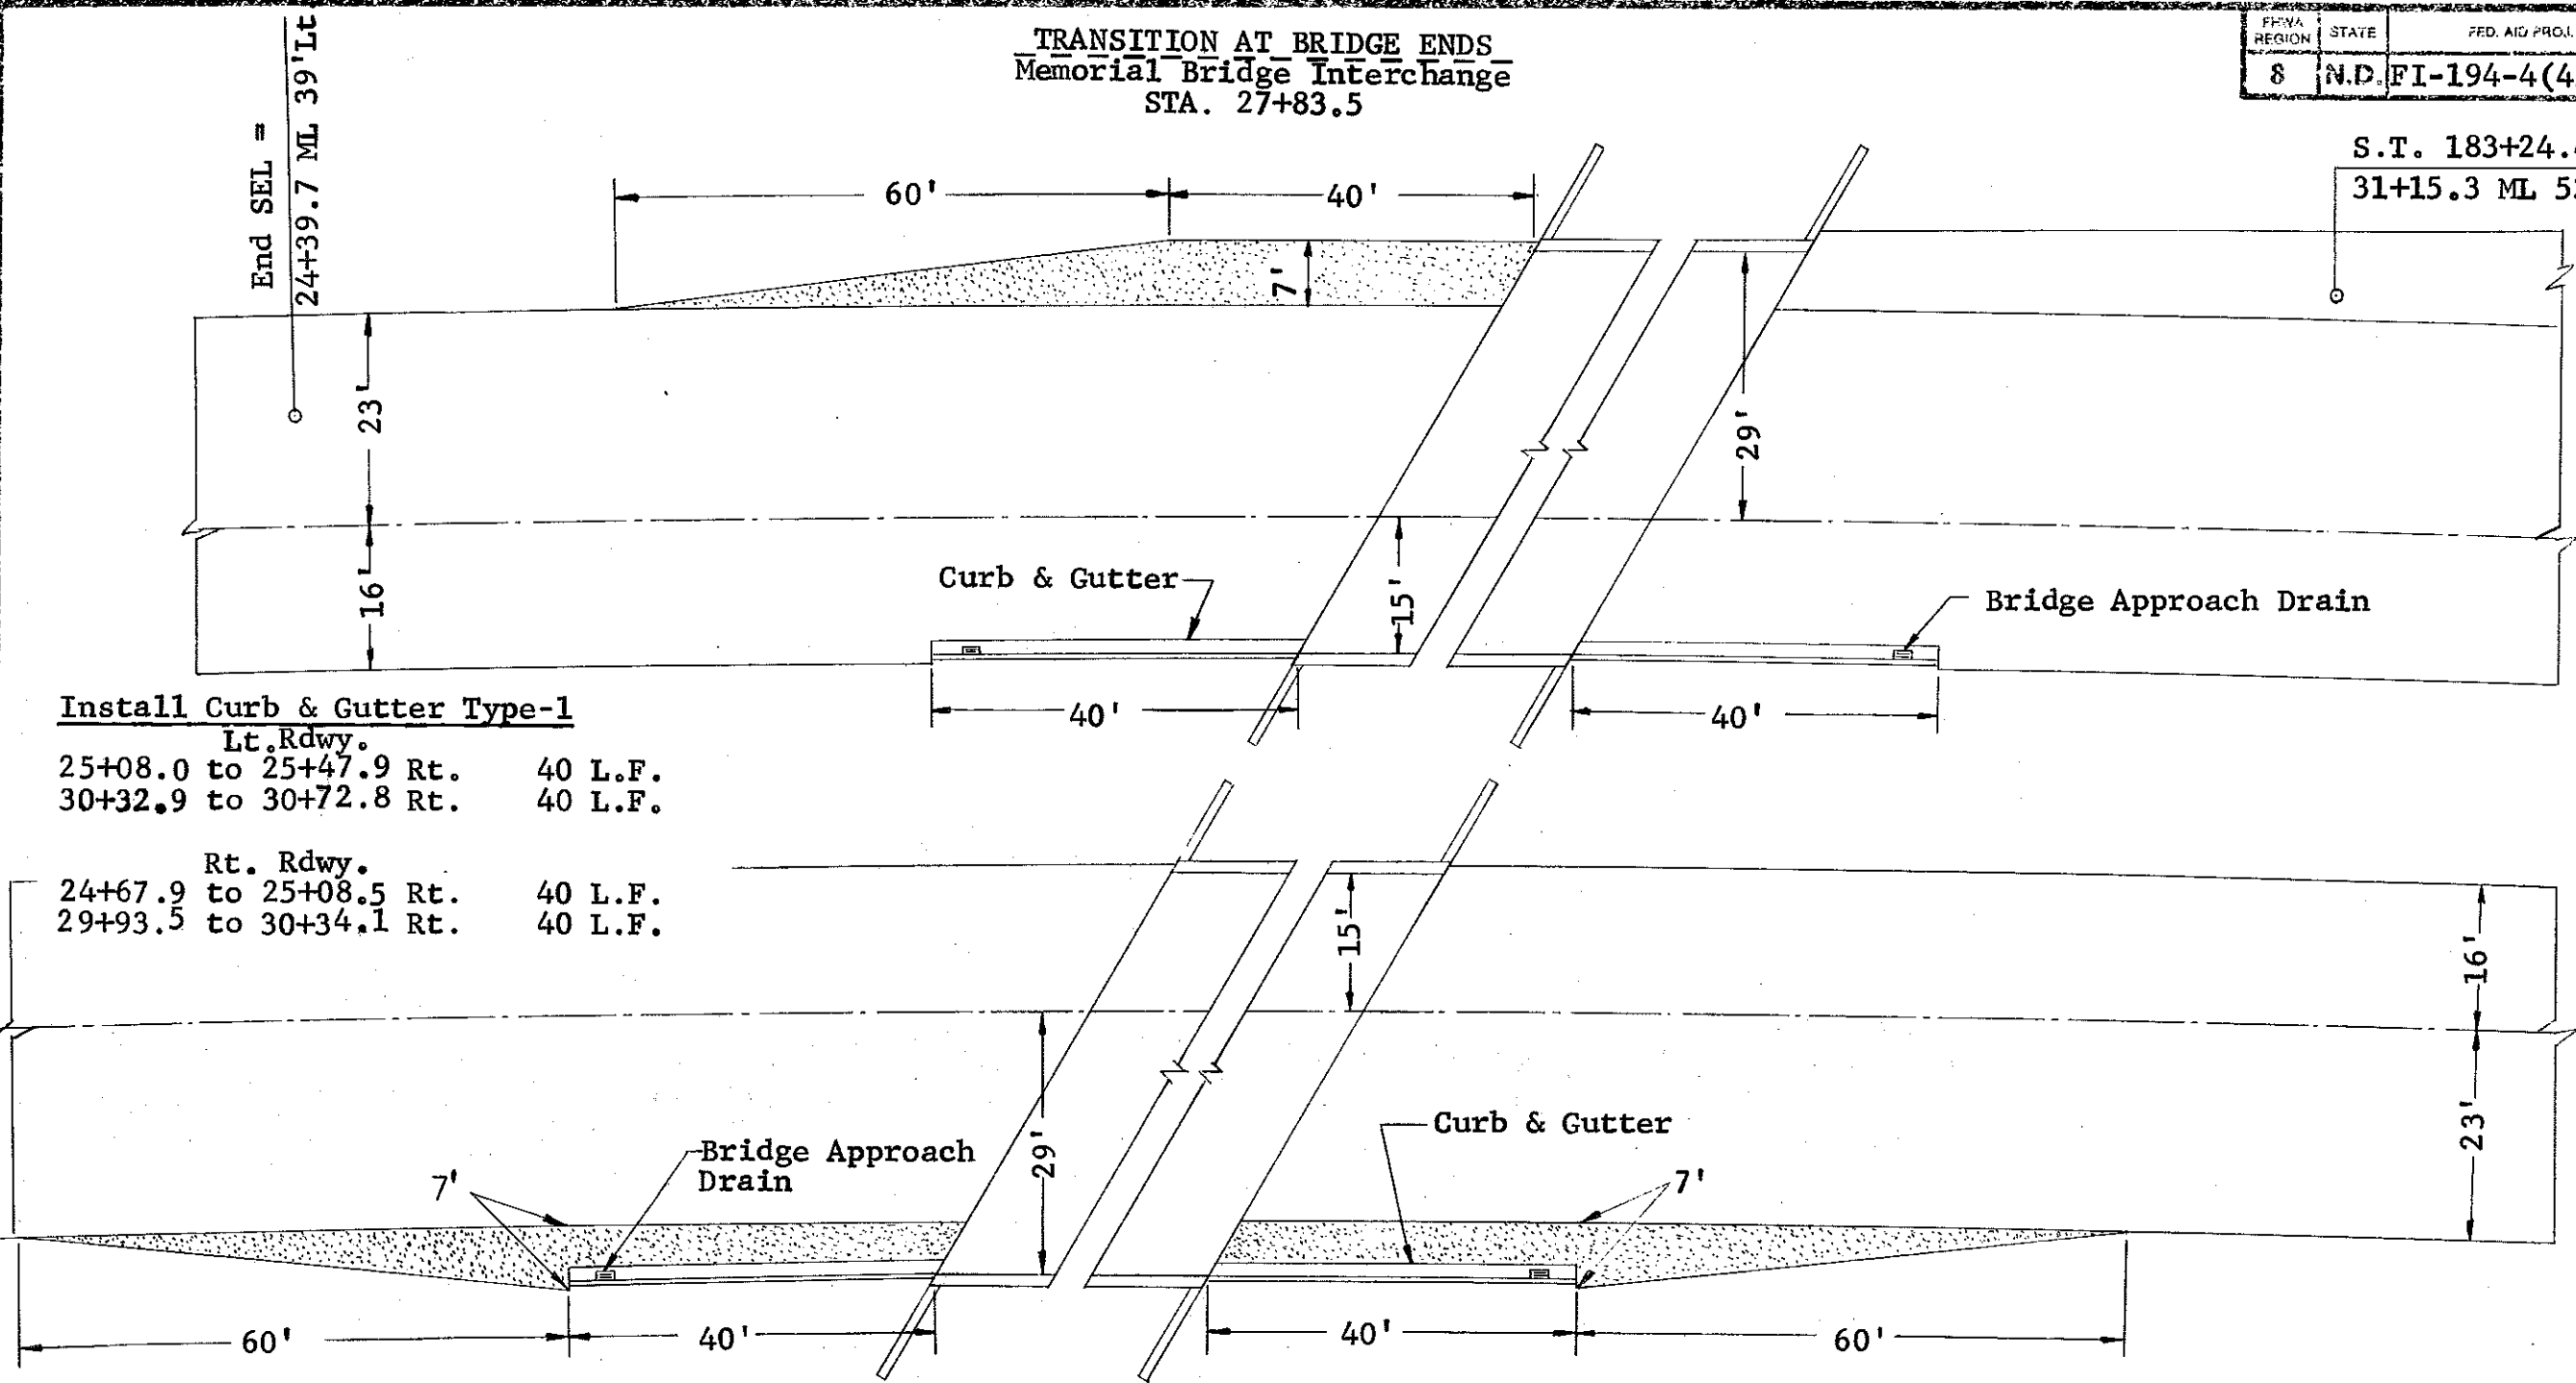 TRANSITION AT BRIDGE ENDS
Memorial Bridge Interchange
STA. 27+83.5
FHWA REGION STATE FED. AID PROJ.
8 N.D. FI-194-4(4
End SEL =
24+39.7 ML 39'Lt
S.T. 183+24.
31+15.3 ML
60' 40'
7'
23'
29'
16'
15'
Curb & Gutter
Bridge Approach Drain
40' 40'
Install Curb & Gutter Type-1
Lt.Rdwy.
25+08.0 to 25+47.9 Rt. 40 L.F.
30+32.9 to 30+72.8 Rt. 40 L.F.
Rt. Rdwy.
24+67.9 to 25+08.5 Rt. 40 L.F.
29+93.5 to 30+34.1 Rt. 40 L.F.
15'
16'
29'
23'
Bridge Approach
Drain
Curb & Gutter
7'
7'
60' 40' 40' 60'